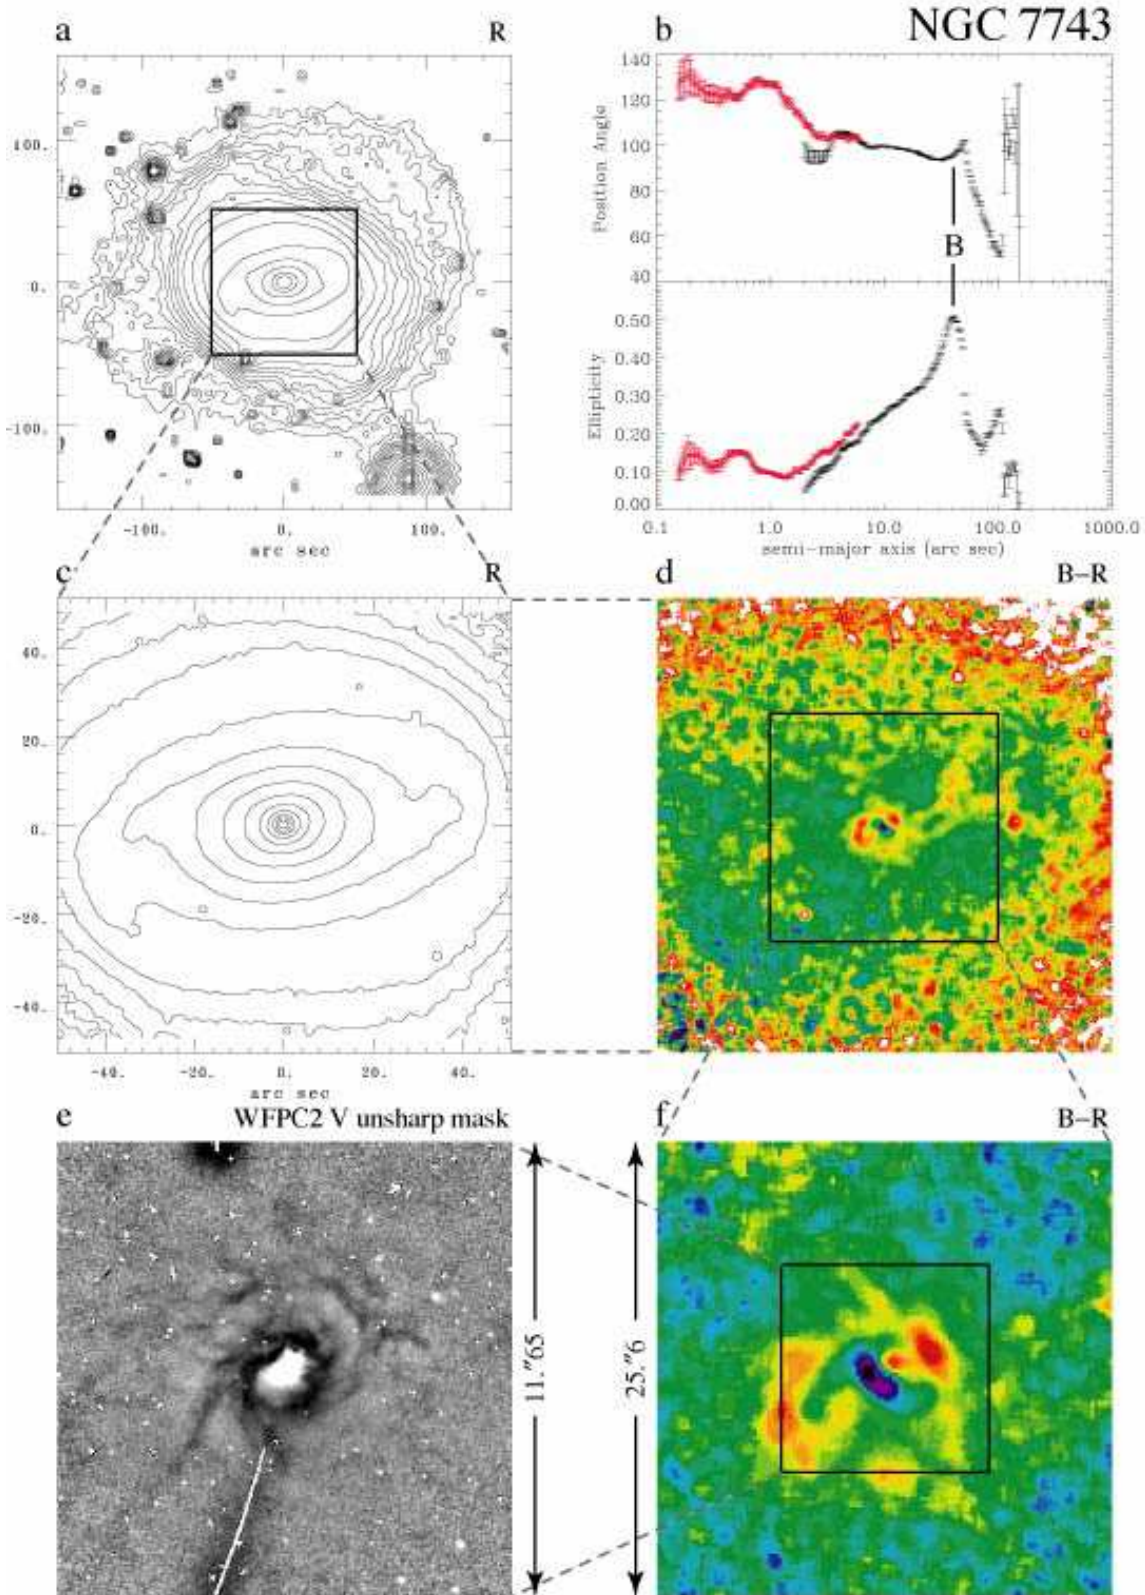 a R b NGC 7743
100.
0.
-100.
-100. 0. 100.
arc sec
140
120
100
80
60
40
Position Angle
B
0.50
0.40
0.30
0.20
0.10
0.00
Ellipticity
0.1 1.0 10.0 100.0 1000.0
semi-major axis (arc sec)
c R
40.
20.
0.
-20.
-40.
-40. -20. 0. 20. 40.
arc sec
d B–R
e WFPC2 V unsharp mask
11."65
25."6
f B–R